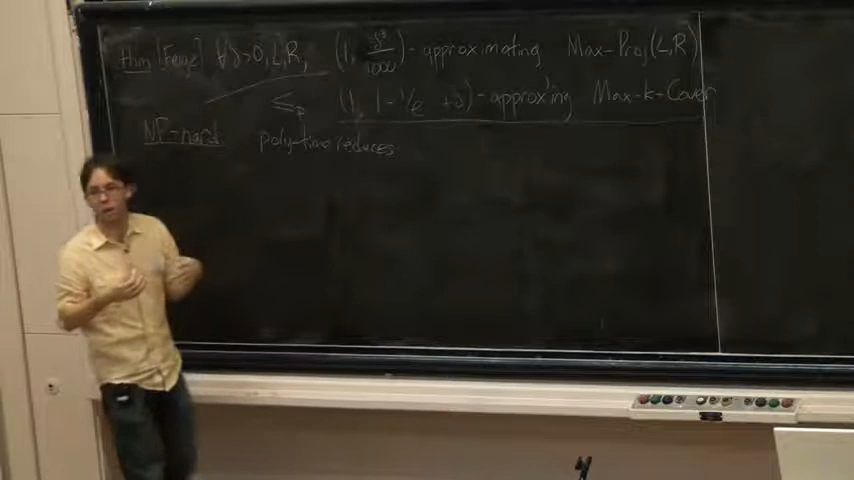 thm [Feige] ∀δ>0, L, R, (1, δ³/1000)-approximating Max-Proj(L,R)
≤p (1, 1-1/e +δ)-approx'ing Max-k-Cover
NP-hard poly-time reduces